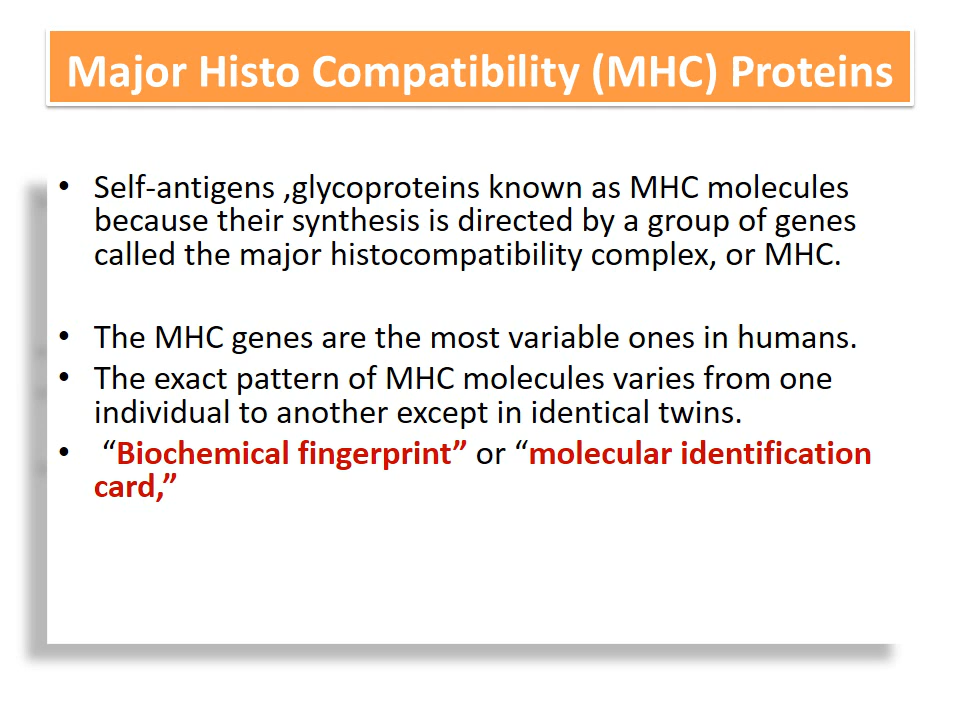 Major Histo Compatibility (MHC) Proteins
• Self-antigens ,glycoproteins known as MHC molecules
because their synthesis is directed by a group of genes
called the major histocompatibility complex, or MHC.
• The MHC genes are the most variable ones in humans.
• The exact pattern of MHC molecules varies from one
individual to another except in identical twins.
• “Biochemical fingerprint” or “molecular identification
card,”